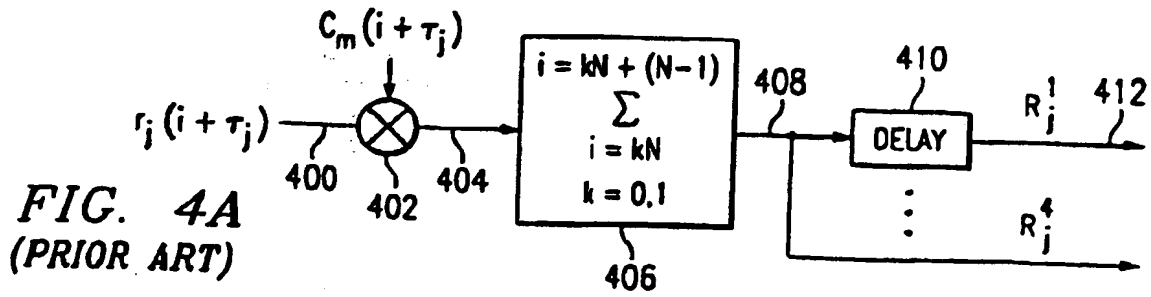 C_m(i + τ_j)
r_j(i + τ_j)
400
402
404
i = kN + (N-1)
Σ
i = kN
k = 0,1
406
408
410
DELAY
R_j^1
412
R_j^4
FIG. 4A
(PRIOR ART)